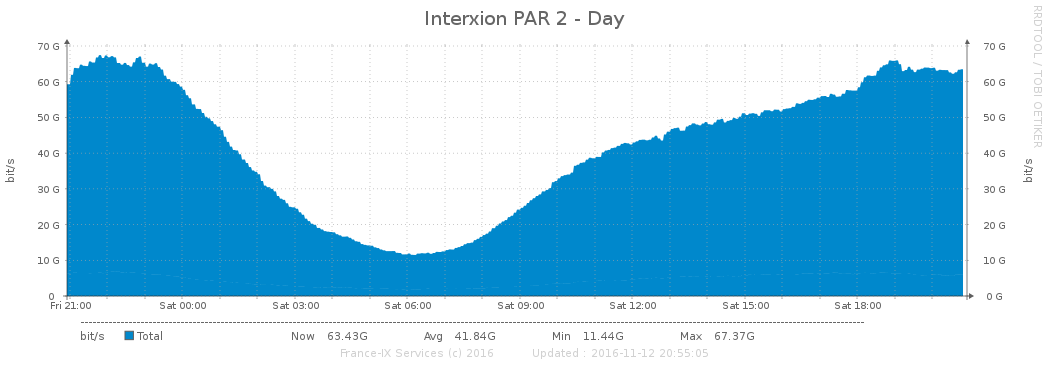 Interxion PAR 2 - Day
RRDTOOL / TOBI OETIKER
bit/s
bit/s
70 G 70 G
60 G 60 G
50 G 50 G
40 G 40 G
30 G 30 G
20 G 20 G
10 G 10 G
0 0 G
Fri 21:00 Sat 00:00 Sat 03:00 Sat 06:00 Sat 09:00 Sat 12:00 Sat 15:00 Sat 18:00
bit/s Total Now 63.43G Avg 41.84G Min 11.44G Max 67.37G
France-IX Services (c) 2016 Updated : 2016-11-12 20:55:05